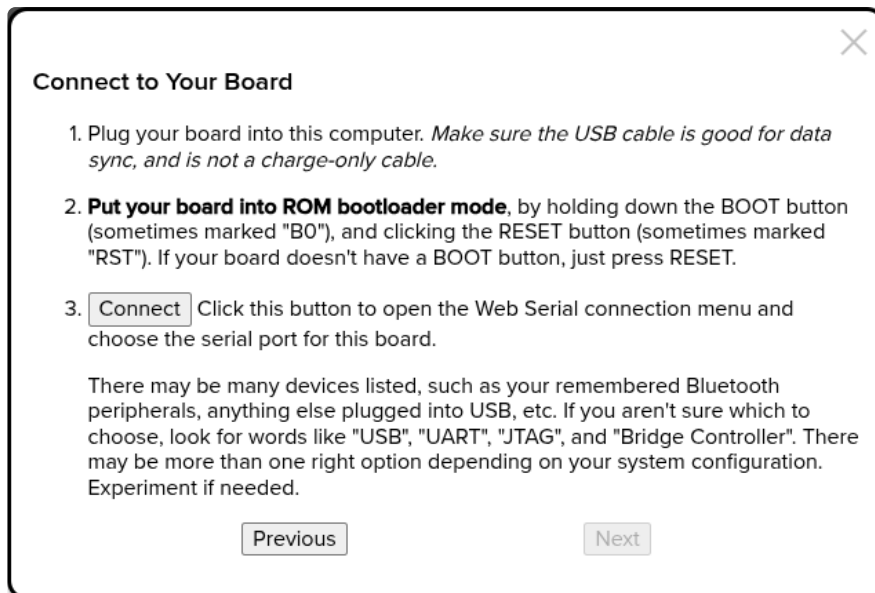 Connect to Your Board
1. Plug your board into this computer. Make sure the USB cable is good for data
sync, and is not a charge-only cable.
2. Put your board into ROM bootloader mode, by holding down the BOOT button
(sometimes marked "B0"), and clicking the RESET button (sometimes marked
"RST"). If your board doesn't have a BOOT button, just press RESET.
3. Connect Click this button to open the Web Serial connection menu and
choose the serial port for this board.
There may be many devices listed, such as your remembered Bluetooth
peripherals, anything else plugged into USB, etc. If you aren't sure which to
choose, look for words like "USB", "UART", "JTAG", and "Bridge Controller". There
may be more than one right option depending on your system configuration.
Experiment if needed.
Previous Next